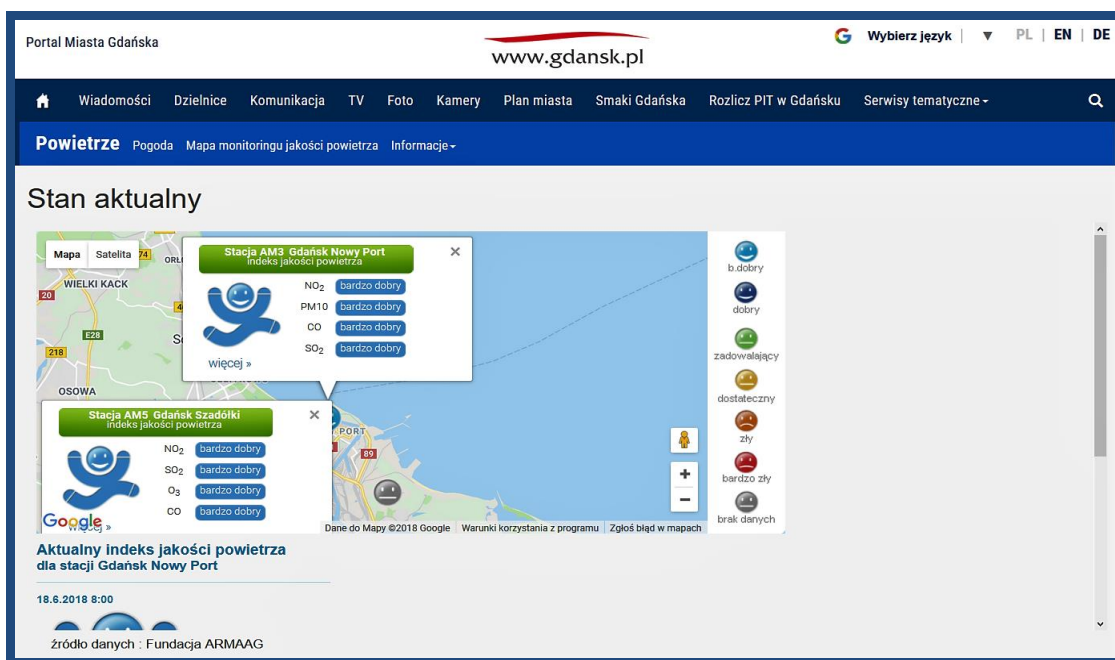 Portal Miasta Gdańska
www.gdansk.pl
G Wybierz język | ▼ PL | EN | DE
Wiadomości Dzielnice Komunikacja TV Foto Kamery Plan miasta Smaki Gdańska Rozlicz PIT w Gdańsku Serwisy tematyczne
Powietrze Pogoda Mapa monitoringu jakości powietrza Informacje
Stan aktualny
Mapa Satelita
74
WIELKI KACK
20
E28
218
OSOWA
Stacja AM3 Gdańsk Nowy Port
indeks jakości powietrza
×
NO2 bardzo dobry
PM10 bardzo dobry
CO bardzo dobry
SO2 bardzo dobry
więcej »
Stacja AM5 Gdańsk Szadółki
indeks jakości powietrza
×
NO2 bardzo dobry
SO2 bardzo dobry
O3 bardzo dobry
CO bardzo dobry
Google
PORT
89
+
−
Dane do Mapy ©2018 Google Warunki korzystania z programu Zgłoś błąd w mapach
b.dobry
dobry
zadowalający
dostateczny
zły
bardzo zły
brak danych
Aktualny indeks jakości powietrza
dla stacji Gdańsk Nowy Port
18.6.2018 8:00
źródło danych : Fundacja ARMAAG